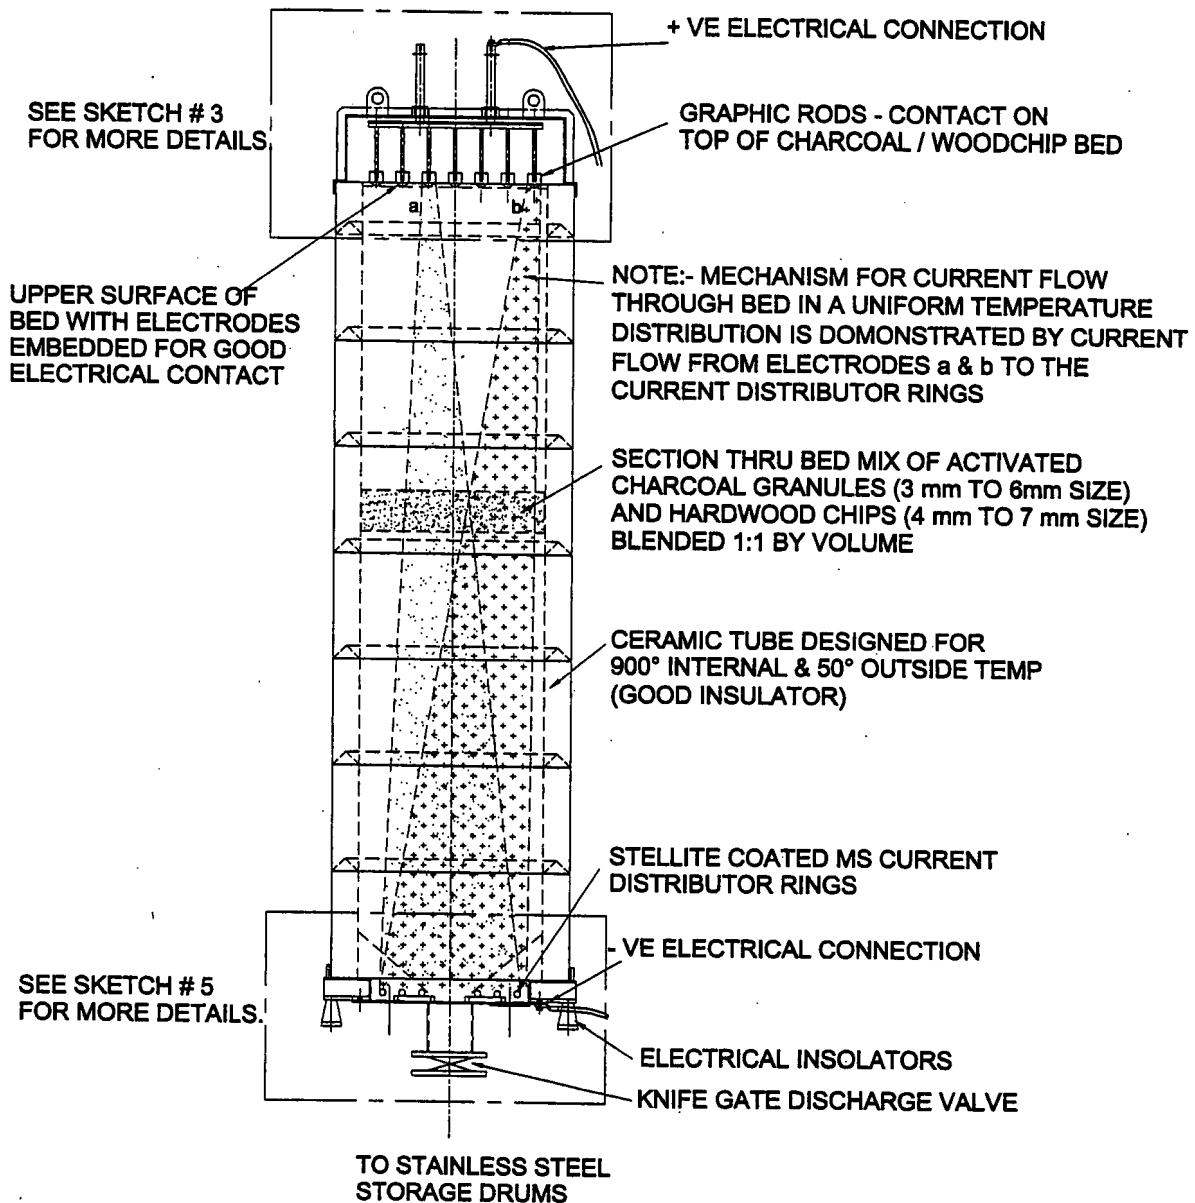 + VE ELECTRICAL CONNECTION
SEE SKETCH # 3
FOR MORE DETAILS.
GRAPHIC RODS - CONTACT ON
TOP OF CHARCOAL / WOODCHIP BED
a
b
UPPER SURFACE OF
BED WITH ELECTRODES
EMBEDDED FOR GOOD
ELECTRICAL CONTACT
NOTE:- MECHANISM FOR CURRENT FLOW
THROUGH BED IN A UNIFORM TEMPERATURE
DISTRIBUTION IS DOMONSTRATED BY CURRENT
FLOW FROM ELECTRODES a & b TO THE
CURRENT DISTRIBUTOR RINGS
SECTION THRU BED MIX OF ACTIVATED
CHARCOAL GRANULES (3 mm TO 6mm SIZE)
AND HARDWOOD CHIPS (4 mm TO 7 mm SIZE)
BLENDED 1:1 BY VOLUME
CERAMIC TUBE DESIGNED FOR
900° INTERNAL & 50° OUTSIDE TEMP
(GOOD INSULATOR)
STELLITE COATED MS CURRENT
DISTRIBUTOR RINGS
- VE ELECTRICAL CONNECTION
SEE SKETCH # 5
FOR MORE DETAILS.
ELECTRICAL INSOLATORS
KNIFE GATE DISCHARGE VALVE
TO STAINLESS STEEL
STORAGE DRUMS